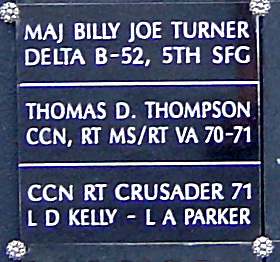 MAJ BILLY JOE TURNER
DELTA B-52, 5TH SFG
THOMAS D. THOMPSON
CCN, RT MS/RT VA 70-71
CCN RT CRUSADER 71
L D KELLY - L A PARKER